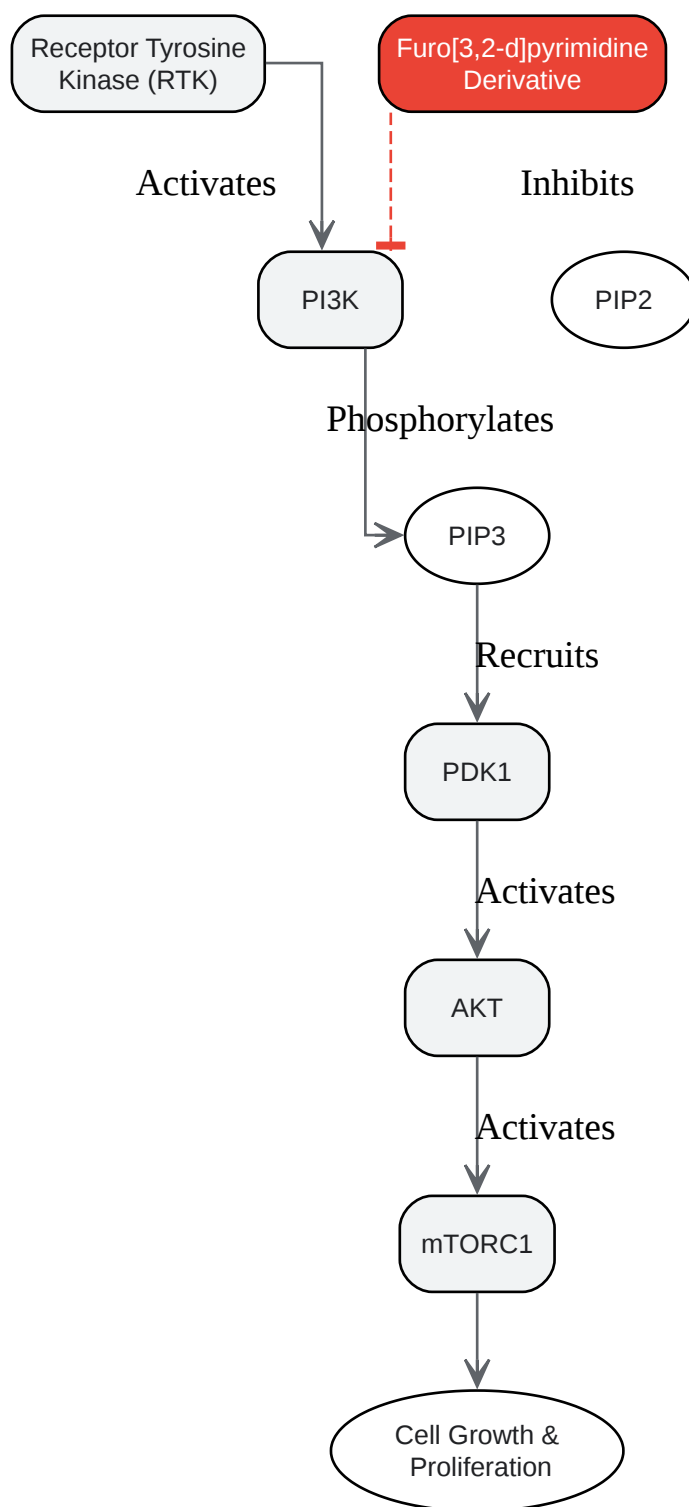 Receptor Tyrosine
Kinase (RTK)
Furo[3,2-d]pyrimidine
Derivative
Activates
Inhibits
PI3K
PIP2
Phosphorylates
PIP3
Recruits
PDK1
Activates
AKT
Activates
mTORC1
Cell Growth &
Proliferation